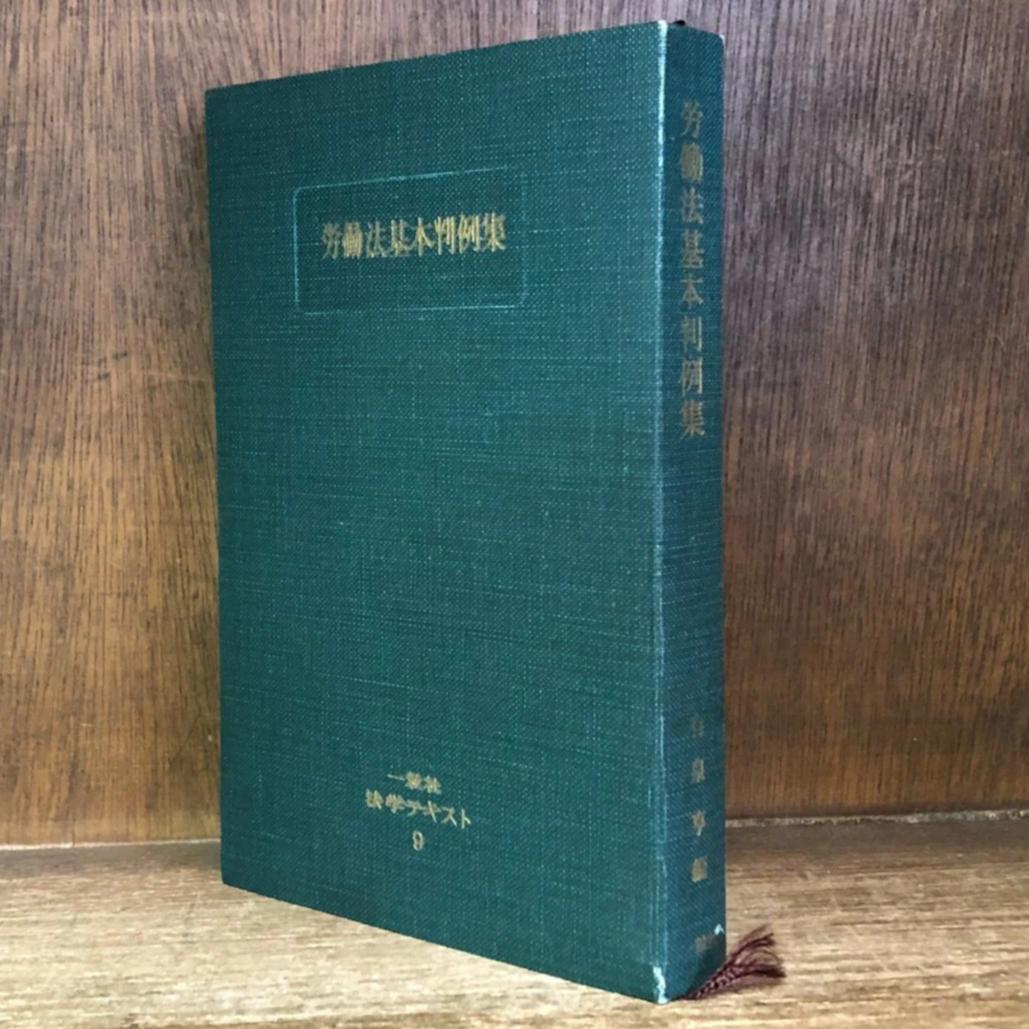 労働法基本判例集
一粒社
法学テキスト
9
労働法基本判例集